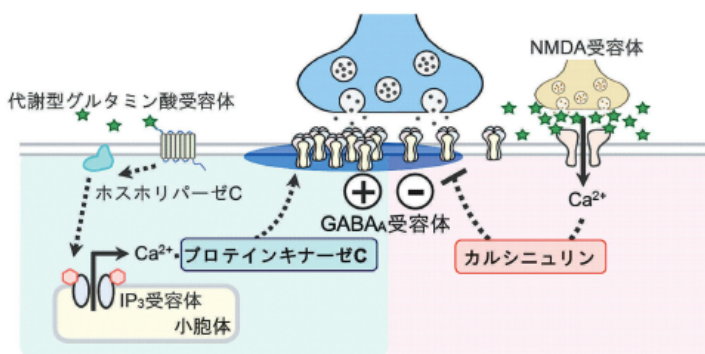 NMDA受容体
代謝型グルタミン酸受容体
ホスホリパーゼC
GABAA受容体
Ca2+
Ca2+
プロテインキナーゼC
カルシニュリン
IP3受容体
小胞体